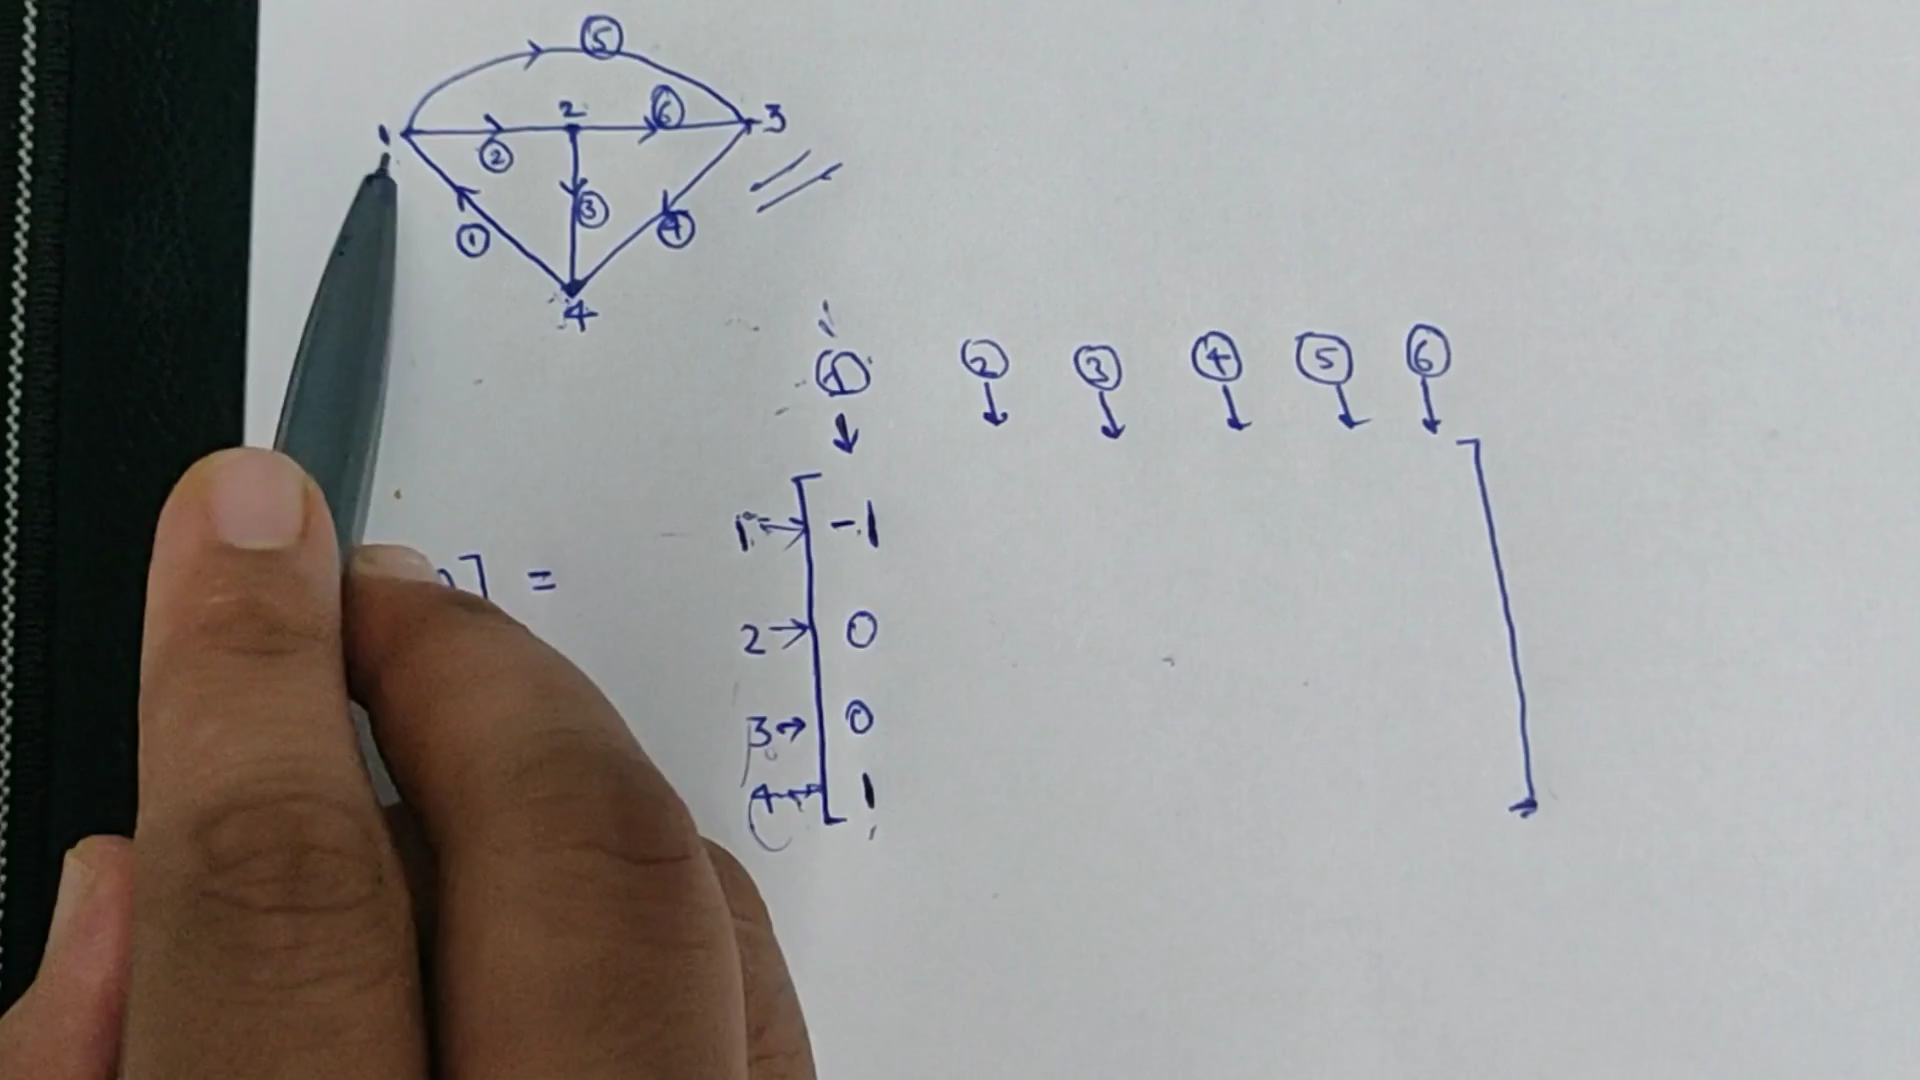 ⑤
1 2 ⑥ 3
②
① ③ ④
4
① ② ③ ④ ⑤ ⑥
1→ -1
] =
2→ 0
3→ 0
4→ 1